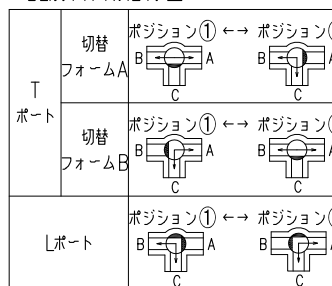 切替
フォームA
ポジション① ←→ ポジション
B A B A
C C
T
ポート
切替
フォームB
ポジション① ←→ ポジション
B A B A
C C
Lポート
ポジション① ←→ ポジション
B A B A
C C